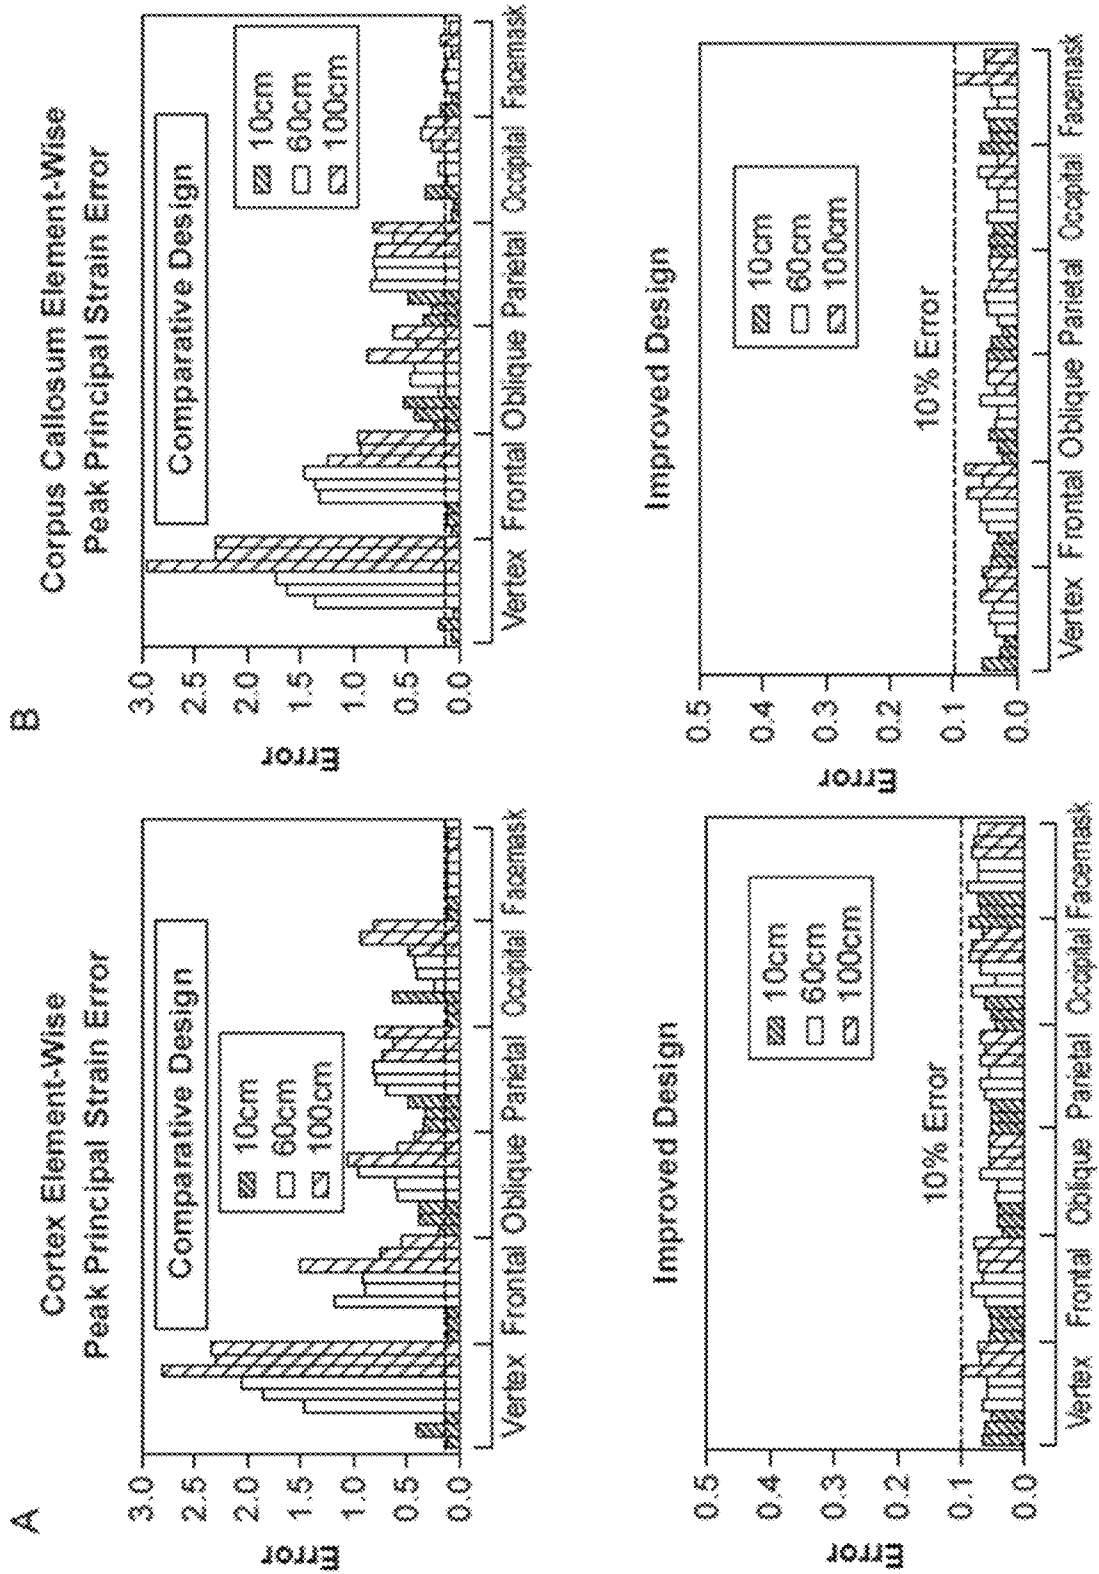 A
Cortex Element-Wise
Peak Principal Strain Error
Comparative Design
10cm
60cm
100cm
Error
3.0
2.5
2.0
1.5
1.0
0.5
0.0
Vertex Frontal Oblique Parietal Occipital Facemask
Improved Design
10cm
60cm
100cm
10% Error
Error
0.5
0.4
0.3
0.2
0.1
0.0
Vertex Frontal Oblique Parietal Occipital Facemask
B
Corpus Callosum Element-Wise
Peak Principal Strain Error
Comparative Design
10cm
60cm
100cm
Error
3.0
2.5
2.0
1.5
1.0
0.5
0.0
Vertex Frontal Oblique Parietal Occipital Facemask
Improved Design
10cm
60cm
100cm
10% Error
Error
0.5
0.4
0.3
0.2
0.1
0.0
Vertex Frontal Oblique Parietal Occipital Facemask